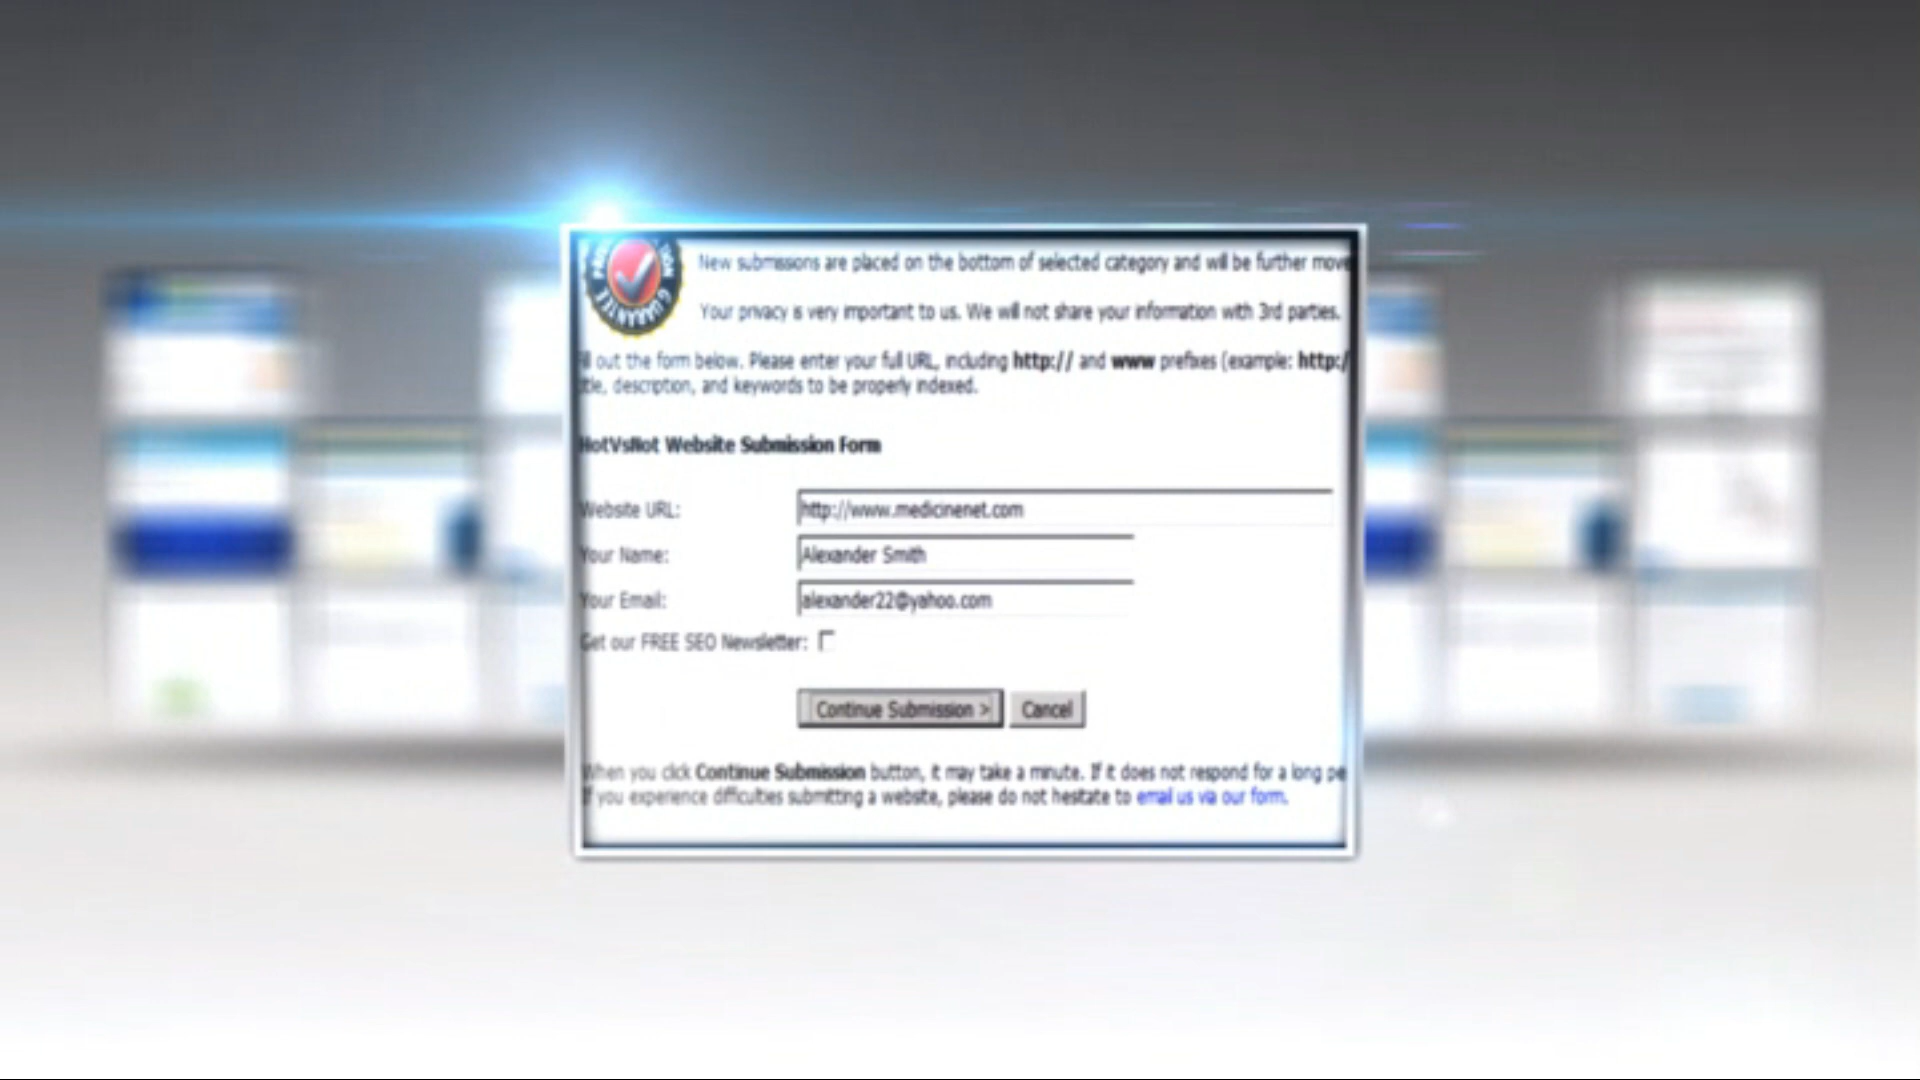 GUARANTEE
New submissions are placed on the bottom of selected category and will be further move
Your privacy is very important to us. We will not share your information with 3rd parties.
ll out the form below. Please enter your full URL, including http:// and www prefixes (example: http:/
tle, description, and keywords to be properly indexed.
HotVsNot Website Submission Form
Website URL: http://www.medicinenet.com
Your Name: Alexander Smith
Your Email: alexander22@yahoo.com
Get our FREE SEO Newsletter:
Continue Submission > Cancel
When you click Continue Submission button, it may take a minute. If it does not respond for a long pe
If you experience difficulties submitting a website, please do not hesitate to email us via our form.